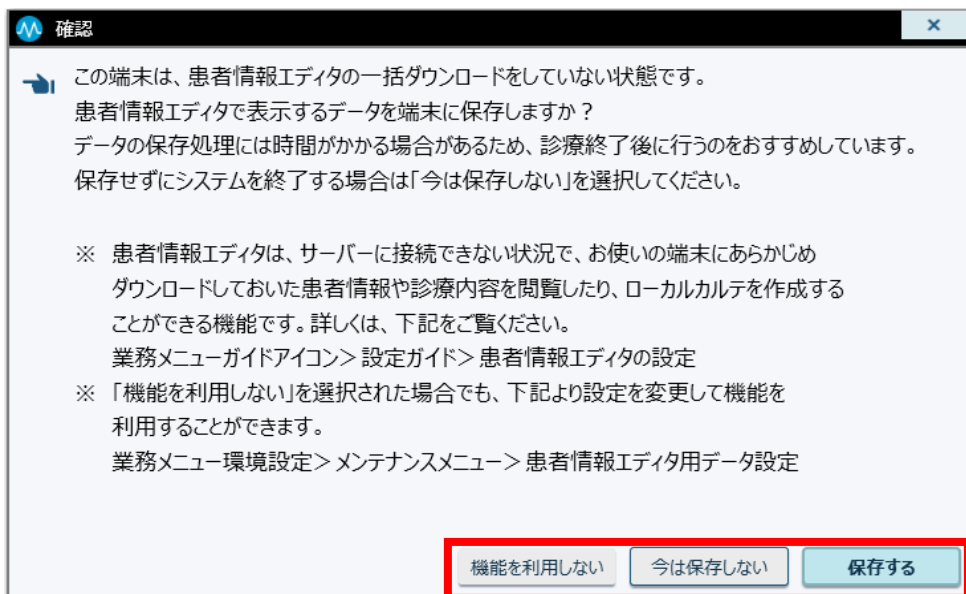 確認
この端末は、患者情報エディタの一括ダウンロードをしていない状態です。
患者情報エディタで表示するデータを端末に保存しますか？
データの保存処理には時間がかかる場合があるため、診療終了後に行うのをおすすめしています。
保存せずにシステムを終了する場合は「今は保存しない」を選択してください。
※ 患者情報エディタは、サーバーに接続できない状況で、お使いの端末にあらかじめ
ダウンロードしておいた患者情報や診療内容を閲覧したり、ローカルカルテを作成する
ことができる機能です。詳しくは、下記をご覧ください。
業務メニューガイドアイコン＞設定ガイド＞患者情報エディタの設定
※ 「機能を利用しない」を選択された場合でも、下記より設定を変更して機能を
利用することができます。
業務メニュー環境設定＞メンテナンスメニュー＞患者情報エディタ用データ設定
機能を利用しない 今は保存しない 保存する